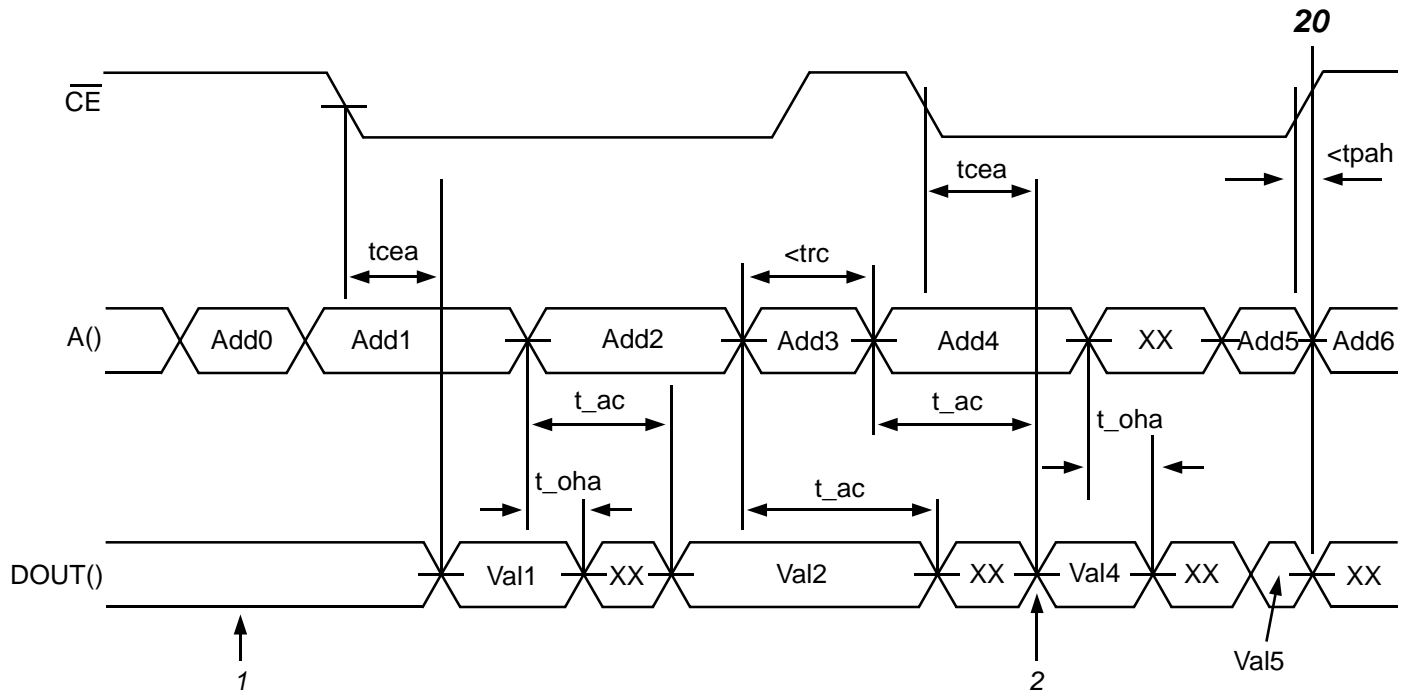 20
CE
<tpah
tcea
tcea
<trc
A()
Add0
Add1
Add2
Add3
Add4
XX
Add5
Add6
t_ac
t_ac
t_oha
t_oha
t_ac
DOUT()
Val1
XX
Val2
XX
Val4
XX
XX
Val5
1
2